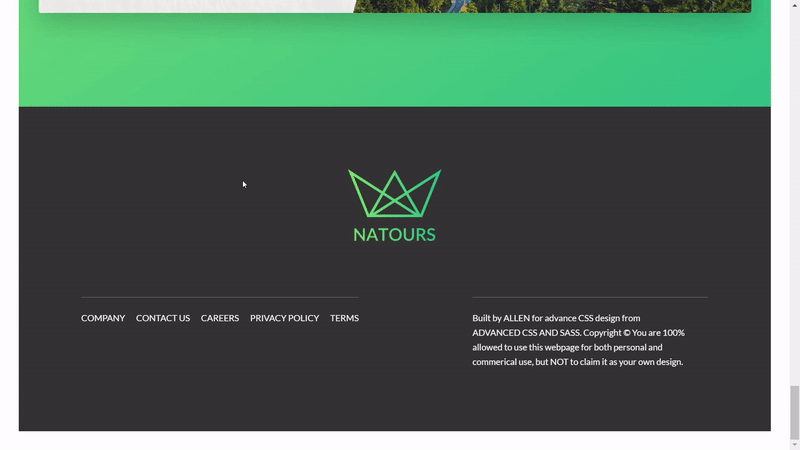 NATOURS
COMPANY CONTACT US CAREERS PRIVACY POLICY TERMS
Built by ALLEN for advance CSS design from
ADVANCED CSS AND SASS. Copyright © You are 100%
allowed to use this webpage for both personal and
commerical use, but NOT to claim it as your own design.